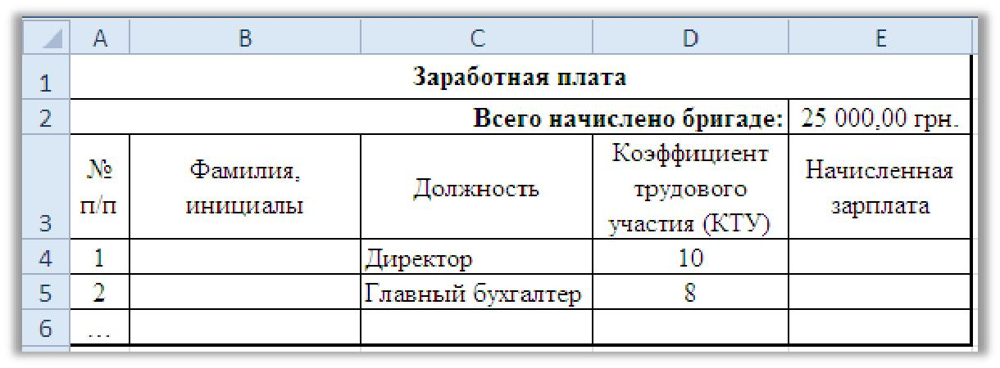 A B C D E
1 Заработная плата
2 Всего начислено бригаде: 25 000,00 грн.
Коэффициент
№ Фамилия, Начисленная
Должность трудового
п/п инициалы зарплата
3 участия (КТУ)
4 1 Директор 10
5 2 Главный бухгалтер 8
6 ...